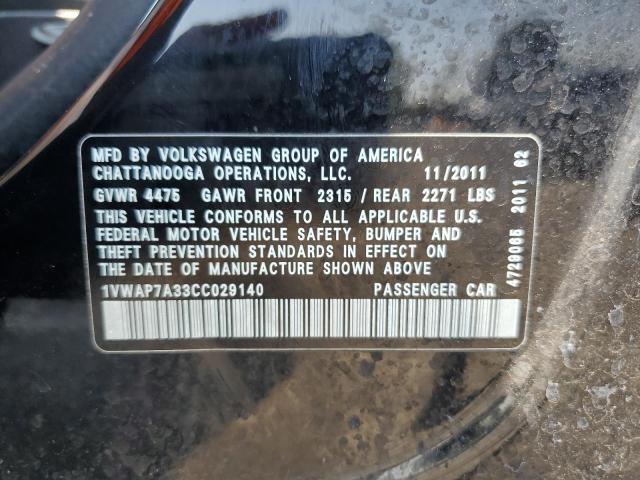 MFD BY VOLKSWAGEN GROUP OF AMERICA
CHATTANOOGA OPERATIONS, LLC. 11/2011
GVWR 4475 GAWR FRONT 2315 / REAR 2271 LBS
THIS VEHICLE CONFORMS TO ALL APPLICABLE U.S.
FEDERAL MOTOR VEHICLE SAFETY, BUMPER AND
THEFT PREVENTION STANDARDS IN EFFECT ON
THE DATE OF MANUFACTURE SHOWN ABOVE
1VWAP7A33CC029140 PASSENGER CAR
4729065 2011 62